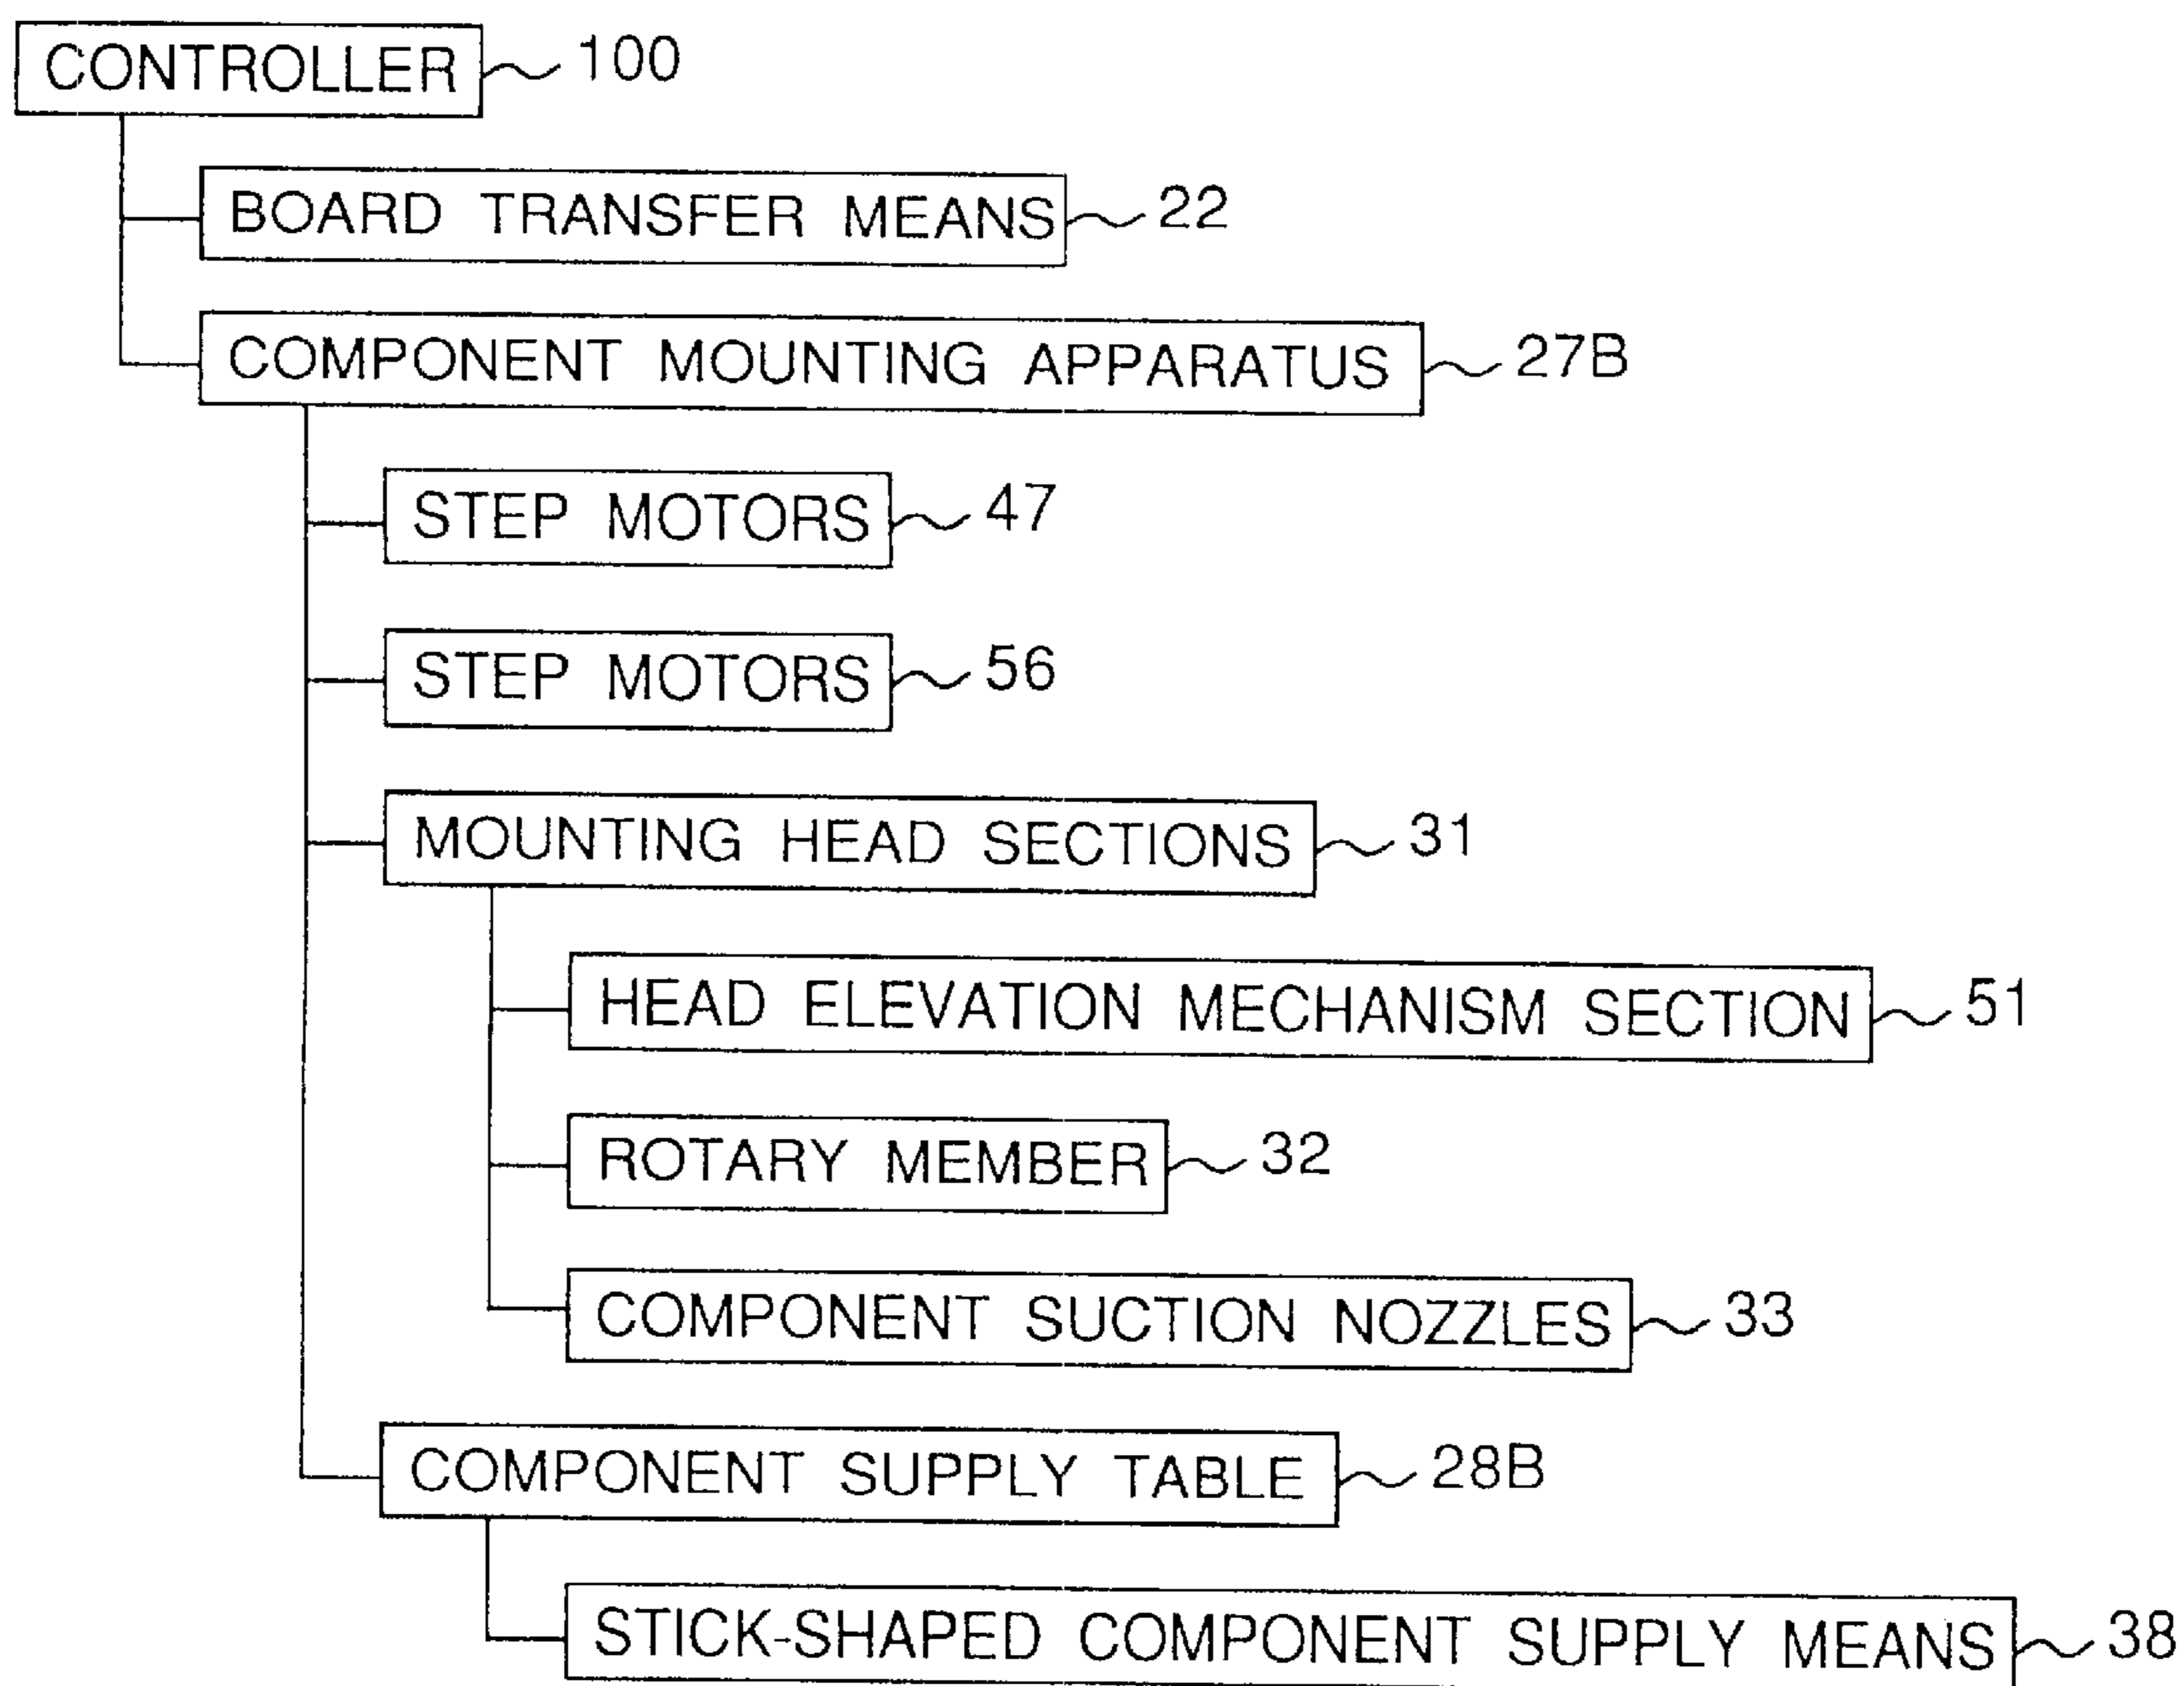 CONTROLLER 100
BOARD TRANSFER MEANS 22
COMPONENT MOUNTING APPARATUS 27B
STEP MOTORS 47
STEP MOTORS 56
MOUNTING HEAD SECTIONS 31
HEAD ELEVATION MECHANISM SECTION 51
ROTARY MEMBER 32
COMPONENT SUCTION NOZZLES 33
COMPONENT SUPPLY TABLE 28B
STICK-SHAPED COMPONENT SUPPLY MEANS 38